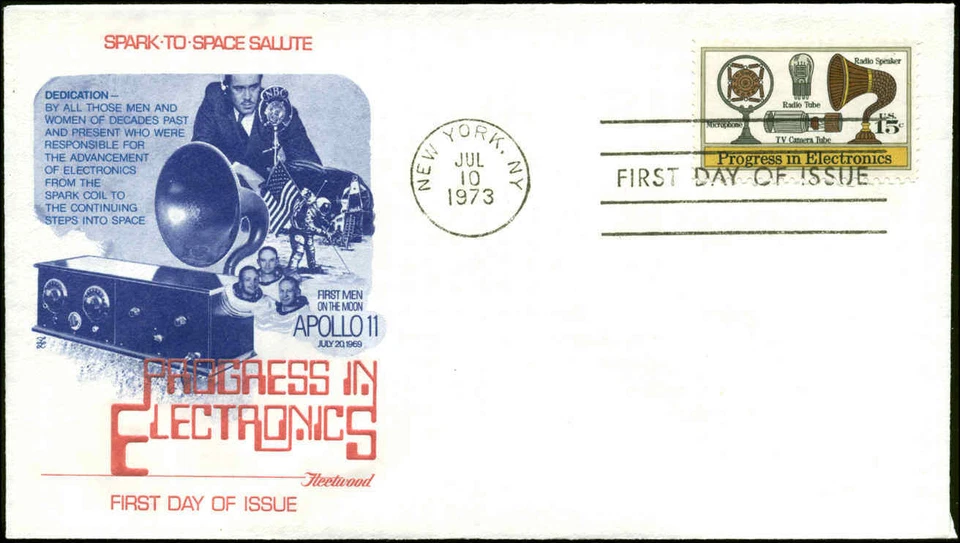 SPARK·TO·SPACE SALUTE
DEDICATION—
BY ALL THOSE MEN AND
WOMEN OF DECADES PAST
AND PRESENT WHO WERE
RESPONSIBLE FOR
THE ADVANCEMENT
OF ELECTRONICS
FROM THE
SPARK COIL TO
THE CONTINUING
STEPS INTO SPACE
NBC
FIRST MEN
ON THE MOON
APOLLO 11
JULY 20, 1969
PROGRESS IN
ELECTRONICS
Fleetwood
FIRST DAY OF ISSUE
NEW YORK, NY
JUL
10
1973
Radio Speaker
Radio Tube
Microphone
TV Camera Tube
U.S.
15c
Progress in Electronics
FIRST DAY OF ISSUE